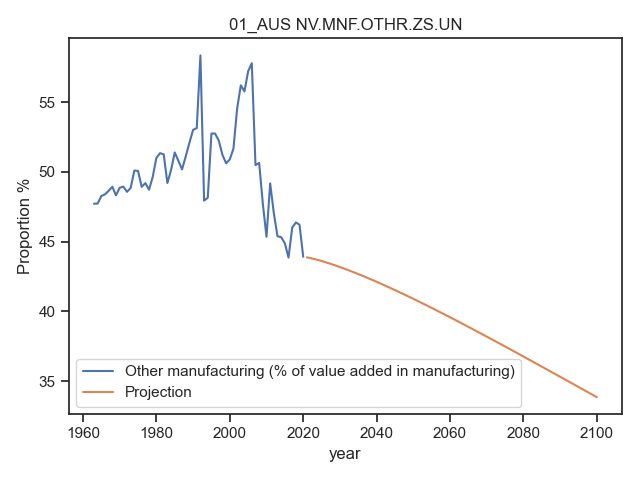 01_AUS NV.MNF.OTHR.ZS.UN
Proportion %
55
50
45
40
35
Other manufacturing (% of value added in manufacturing)
Projection
1960 1980 2000 2020 2040 2060 2080 2100
year